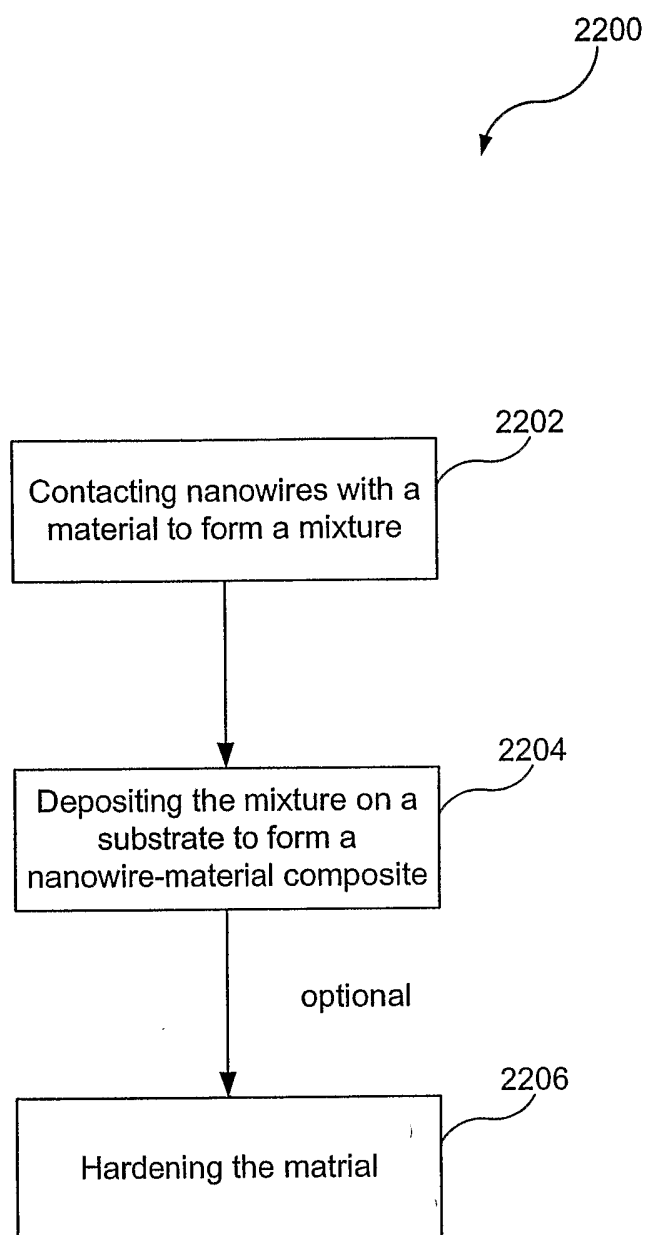 2200
2202
Contacting nanowires with a
material to form a mixture
2204
Depositing the mixture on a
substrate to form a
nanowire-material composite
optional
2206
Hardening the matrial